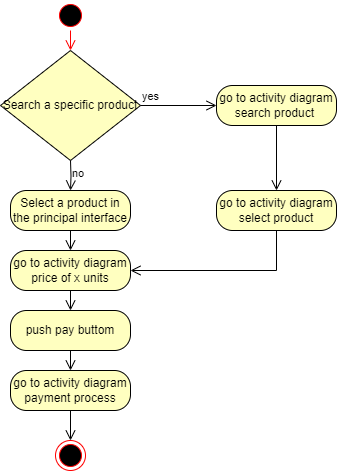 Search a specific product
yes
go to activity diagram
search product
no
Select a product in
the principal interface
go to activity diagram
select product
go to activity diagram
price of x units
push pay buttom
go to activity diagram
payment process